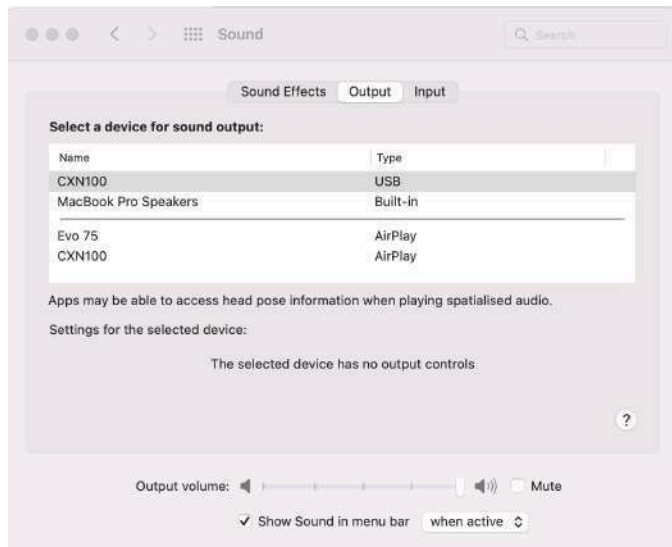 Sound
Search
Sound Effects Output Input
Select a device for sound output:
Name Type
CXN100 USB
MacBook Pro Speakers Built-in
Evo 75 AirPlay
CXN100 AirPlay
Apps may be able to access head pose information when playing spatialised audio.
Settings for the selected device:
The selected device has no output controls
?
Output volume: Mute
Show Sound in menu bar when active